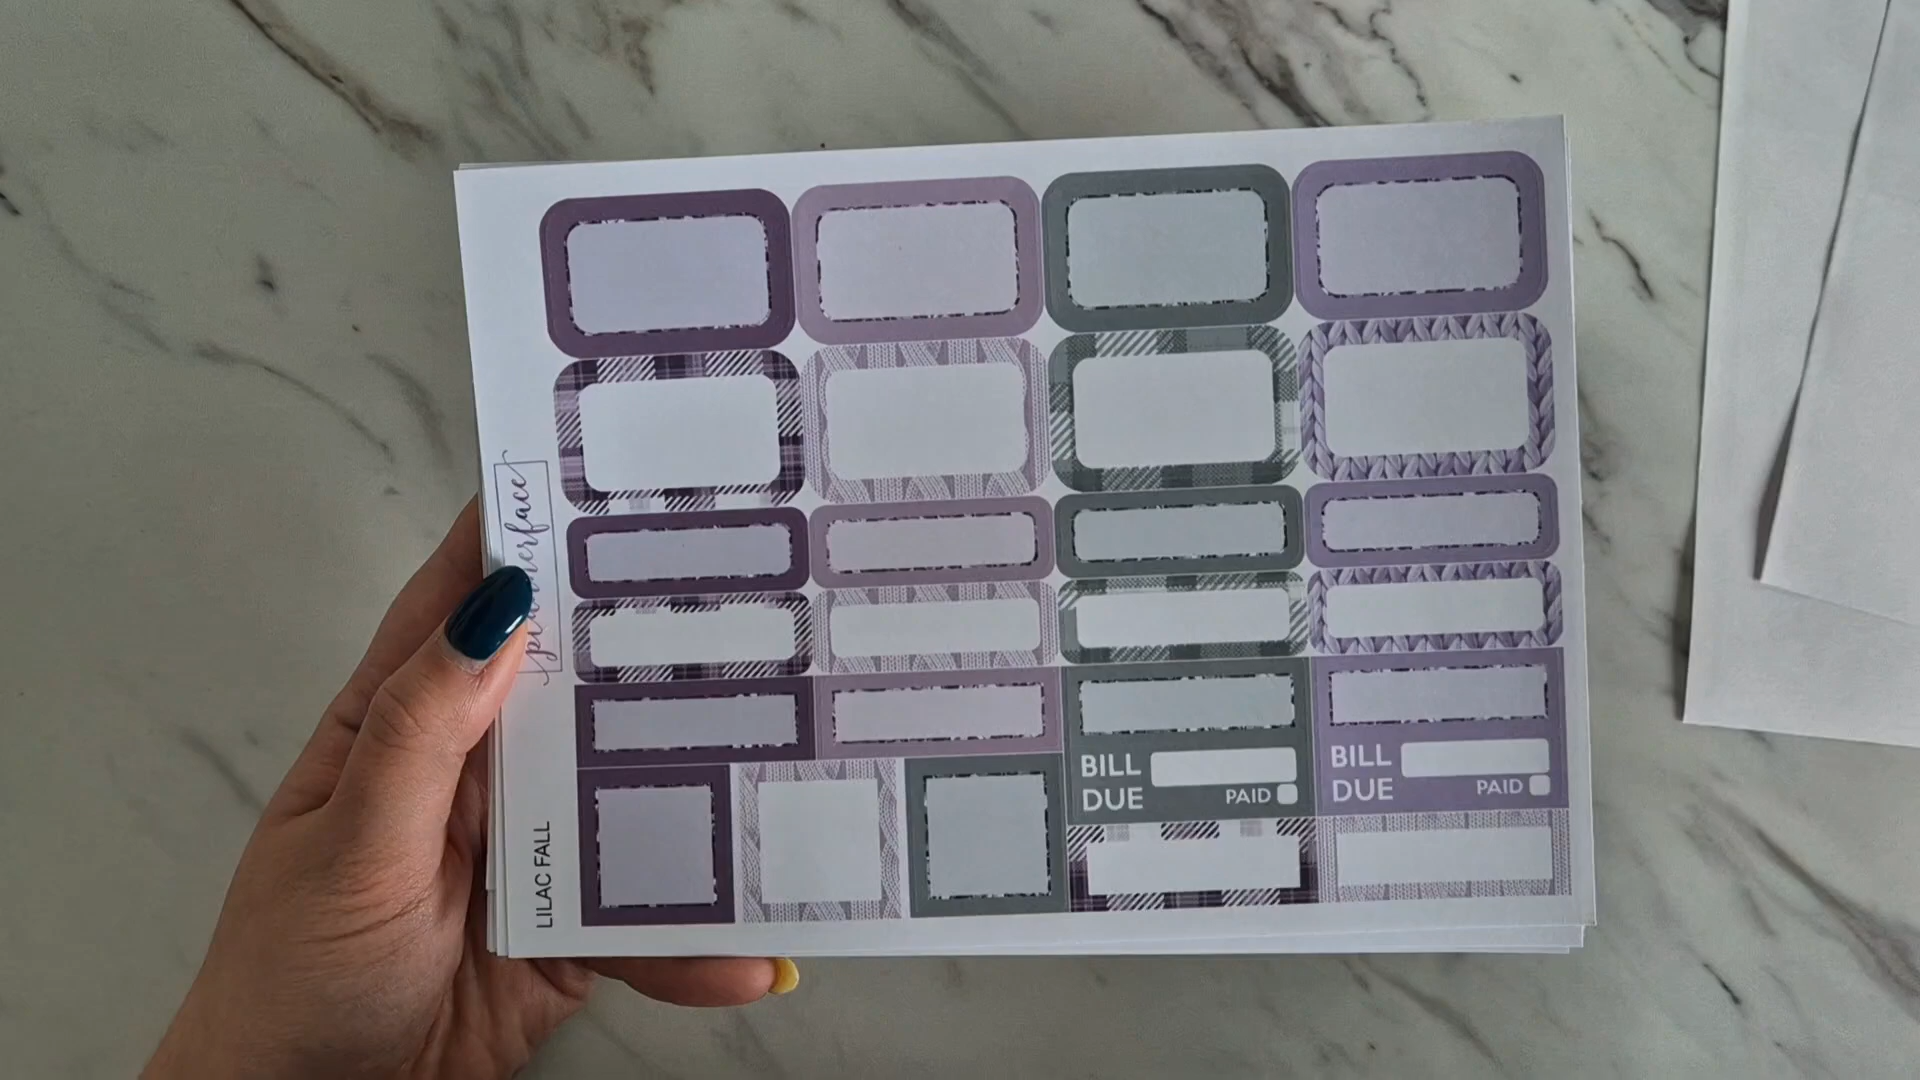 plannerface
LILAC FALL
BILL
DUE
PAID
BILL
DUE
PAID